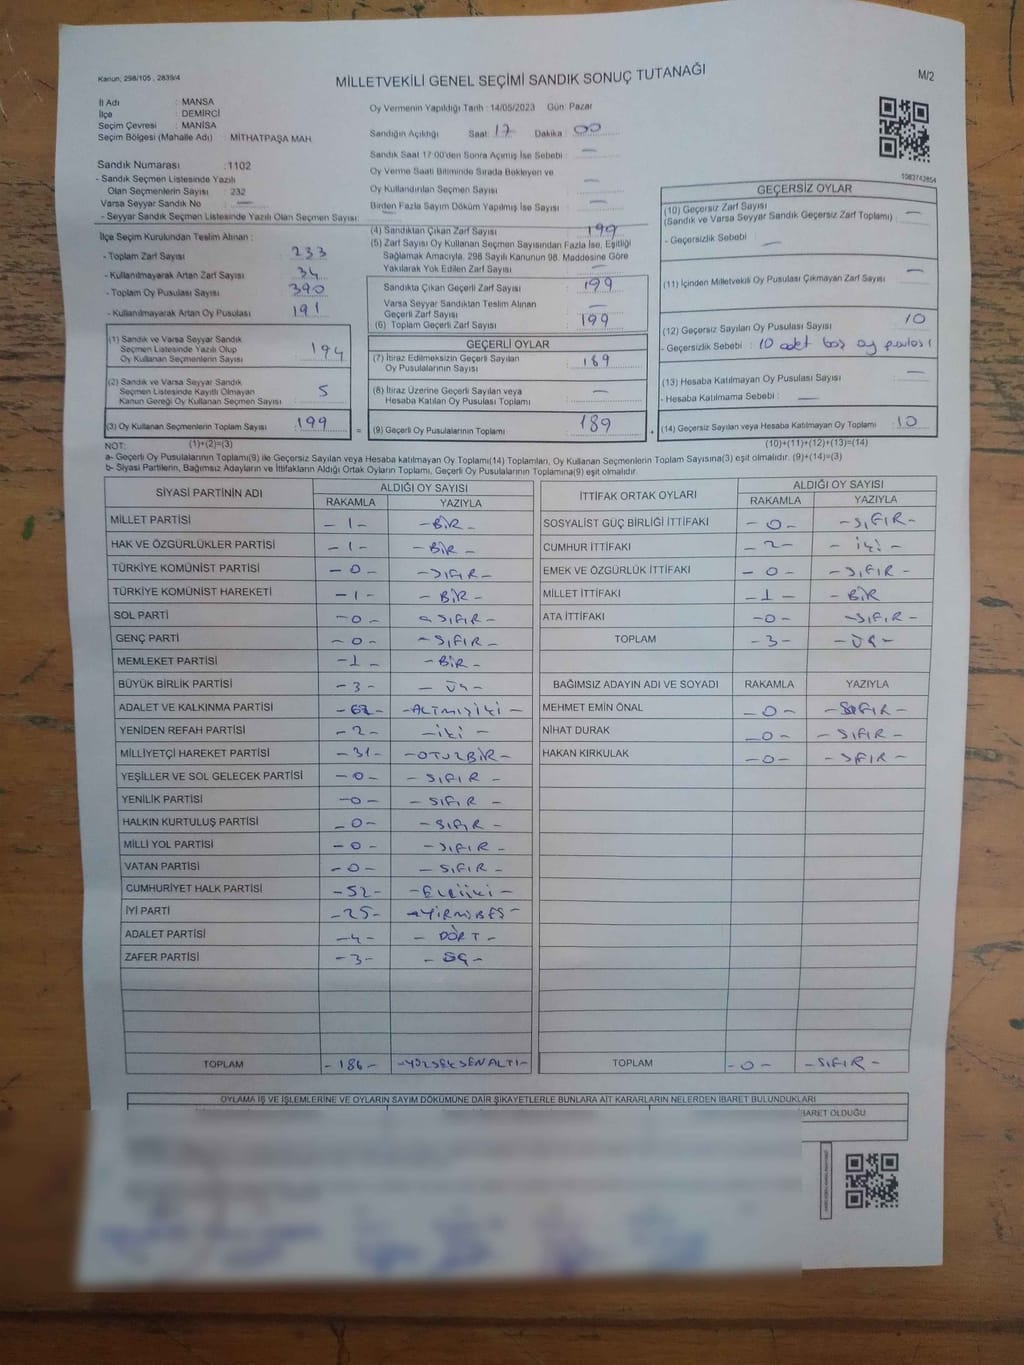 Kanun, 298/105 , 2839/4
MİLLETVEKİLİ GENEL SEÇİMİ SANDIK SONUÇ TUTANAĞI
M/2
İl Adı : MANİSA
İlçe : DEMİRCİ
Seçim Çevresi : MANİSA
Seçim Bölgesi (Mahalle Adı) : MİTHATPAŞA MAH.
Sandık Numarası : 1102
- Sandık Seçmen Listesinde Yazılı
Olan Seçmenlerin Sayısı : 232
Varsa Seyyar Sandık No : —
- Seyyar Sandık Seçmen Listesinde Yazılı Olan Seçmen Sayısı:
Oy Vermenin Yapıldığı Tarih : 14/05/2023 Gün: Pazar
Sandığın Açıldığı Saat: 17 Dakika : 00
Sandık Saat 17:00'den Sonra Açılmış İse Sebebi : —
Oy Verme Saati Bitiminde Sırada Bekleyen ve
Oy Kullandırılan Seçmen Sayısı : —
Birden Fazla Sayım Döküm Yapılmış İse Sayısı : —
1083742854
İlçe Seçim Kurulundan Teslim Alınan :
- Toplam Zarf Sayısı : 233
- Kullanılmayarak Artan Zarf Sayısı : 34
- Toplam Oy Pusulası Sayısı : 390
- Kullanılmayarak Artan Oy Pusulası : 191
(1) Sandık ve Varsa Seyyar Sandık
Seçmen Listesinde Yazılı Olup
Oy Kullanan Seçmenlerin Sayısı : 194
(2) Sandık ve Varsa Seyyar Sandık
Seçmen Listesinde Kayıtlı Olmayan
Kanun Gereği Oy Kullanan Seçmen Sayısı : 5
(3) Oy Kullanan Seçmenlerin Toplam Sayısı : 199
(4) Sandıktan Çıkan Zarf Sayısı : 199
(5) Zarf Sayısı Oy Kullanan Seçmen Sayısından Fazla İse, Eşitliği
Sağlamak Amacıyla, 298 Sayılı Kanunun 98. Maddesine Göre
Yakılarak Yok Edilen Zarf Sayısı : —
Sandıkta Çıkan Geçerli Zarf Sayısı : 199
Varsa Seyyar Sandıktan Teslim Alınan
Geçerli Zarf Sayısı : —
(6) Toplam Geçerli Zarf Sayısı : 199
GEÇERLİ OYLAR
(7) İtiraz Edilmeksizin Geçerli Sayılan
Oy Pusulalarının Sayısı : 189
(8) İtiraz Üzerine Geçerli Sayılan veya
Hesaba Katılan Oy Pusulası Toplamı : —
= (9) Geçerli Oy Pusulalarının Toplamı : 189
GEÇERSİZ OYLAR
(10) Geçersiz Zarf Sayısı
(Sandık ve Varsa Seyyar Sandık Geçersiz Zarf Toplamı) : —
- Geçersizlik Sebebi : —
(11) İçinden Milletvekili Oy Pusulası Çıkmayan Zarf Sayısı : —
(12) Geçersiz Sayılan Oy Pusulası Sayısı : 10
- Geçersizlik Sebebi : 10 adet boş oy puslası
(13) Hesaba Katılmayan Oy Pusulası Sayısı : —
- Hesaba Katılmama Sebebi : —
+ (14) Geçersiz Sayılan veya Hesaba Katılmayan Oy Toplamı : 10
NOT: (1)+(2)=(3)
(10)+(11)+(12)+(13)=(14)
a- Geçerli Oy Pusulalarının Toplamı(9) ile Geçersiz Sayılan veya Hesaba katılmayan Oy Toplamı(14) Toplamları, Oy Kullanan Seçmenlerin Toplam Sayısına(3) eşit olmalıdır. (9)+(14)=(3)
b- Siyasi Partilerin, Bağımsız Adayların ve İttifakların Aldığı Ortak Oyların Toplamı, Geçerli Oy Pusulalarının Toplamına(9) eşit olmalıdır.
SİYASİ PARTİNİN ADI ALDIĞI OY SAYISI
RAKAMLA YAZIYLA
MİLLET PARTİSİ - 1 - - BİR -
HAK VE ÖZGÜRLÜKLER PARTİSİ - 1 - - BİR -
TÜRKİYE KOMÜNİST PARTİSİ - 0 - - SIFIR -
TÜRKİYE KOMÜNİST HAREKETİ - 1 - - BİR -
SOL PARTİ - 0 - - SIFIR -
GENÇ PARTİ - 0 - - SIFIR -
MEMLEKET PARTİSİ - 1 - - BİR -
BÜYÜK BİRLİK PARTİSİ - 3 - - ÜÇ -
ADALET VE KALKINMA PARTİSİ - 62 - - ALTMIŞİKİ -
YENİDEN REFAH PARTİSİ - 2 - - İKİ -
MİLLİYETÇİ HAREKET PARTİSİ - 31 - - OTUZBİR -
YEŞİLLER VE SOL GELECEK PARTİSİ - 0 - - SIFIR -
YENİLİK PARTİSİ - 0 - - SIFIR -
HALKIN KURTULUŞ PARTİSİ - 0 - - SIFIR -
MİLLİ YOL PARTİSİ - 0 - - SIFIR -
VATAN PARTİSİ - 0 - - SIFIR -
CUMHURİYET HALK PARTİSİ - 52 - - ELLİİKİ -
İYİ PARTİ - 25 - - YİRMİBEŞ -
ADALET PARTİSİ - 4 - - DÖRT -
ZAFER PARTİSİ - 3 - - ÜÇ -
TOPLAM - 186 - - YÜZSEKSENALTI -
İTTİFAK ORTAK OYLARI ALDIĞI OY SAYISI
RAKAMLA YAZIYLA
SOSYALİST GÜÇ BİRLİĞİ İTTİFAKI - 0 - - SIFIR -
CUMHUR İTTİFAKI - 2 - - İKİ -
EMEK VE ÖZGÜRLÜK İTTİFAKI - 0 - - SIFIR -
MİLLET İTTİFAKI - 1 - - BİR -
ATA İTTİFAKI - 0 - - SIFIR -
TOPLAM - 3 - - ÜÇ -
BAĞIMSIZ ADAYIN ADI VE SOYADI RAKAMLA YAZIYLA
MEHMET EMİN ÖNAL - 0 - - SIFIR -
NİHAT DURAK - 0 - - SIFIR -
HAKAN KIRKULAK - 0 - - SIFIR -
TOPLAM - 0 - - SIFIR -
OYLAMA İŞ VE İŞLEMLERİNE VE OYLARIN SAYIM DÖKÜMÜNE DAİR ŞİKAYETLERLE BUNLARA AİT KARARLARIN NELERDEN İBARET BULUNDUKLARI
İBARET OLDUĞU